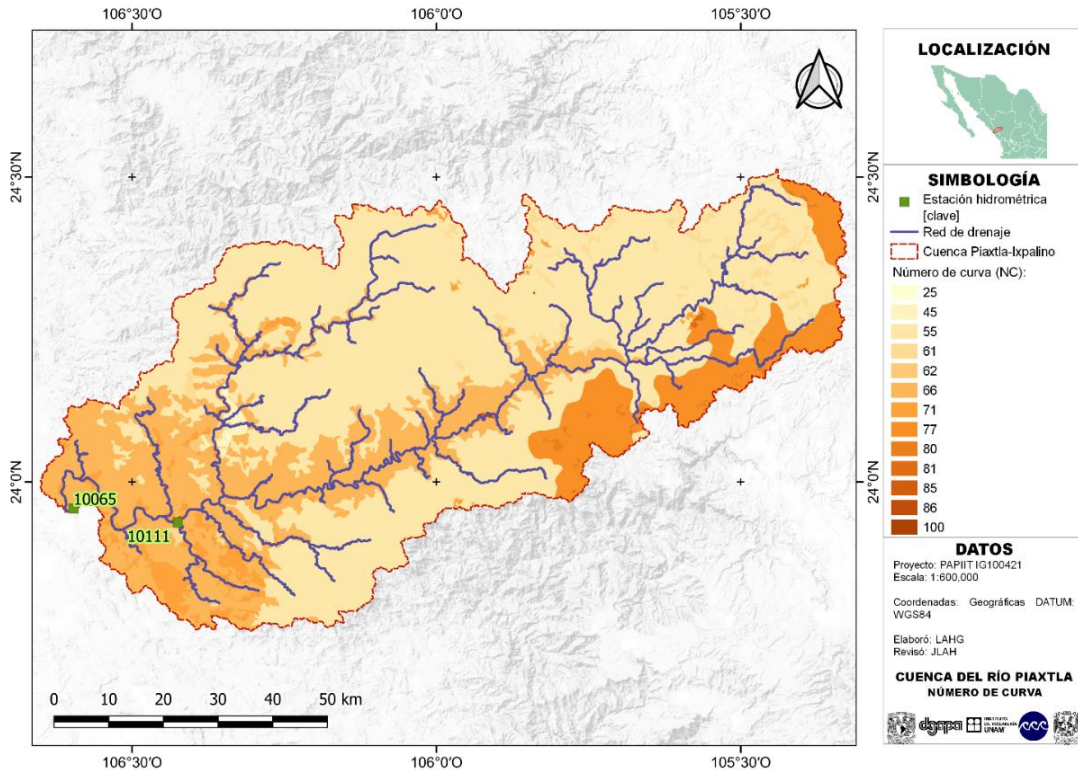 106°30'O 106°0'O 105°30'O
24°30'N 24°30'N
24°0'N 24°0'N
10065
10111
0 10 20 30 40 50 km
106°30'O 106°0'O 105°30'O
LOCALIZACIÓN
SIMBOLOGÍA
Estación hidrométrica
[clave]
Red de drenaje
Cuenca Piaxtla-Ixpalino
Número de curva (NC):
25
45
55
61
62
66
71
77
80
81
85
86
100
DATOS
Proyecto: PAPIIT IG100421
Escala: 1:600,000
Coordenadas: Geográficas DATUM:
WGS84
Elaboró: LAHG
Revisó: JLAH
CUENCA DEL RÍO PIAXTLA
NÚMERO DE CURVA
dgapa
INSTITUTO
DE INGENIERÍA
UNAM